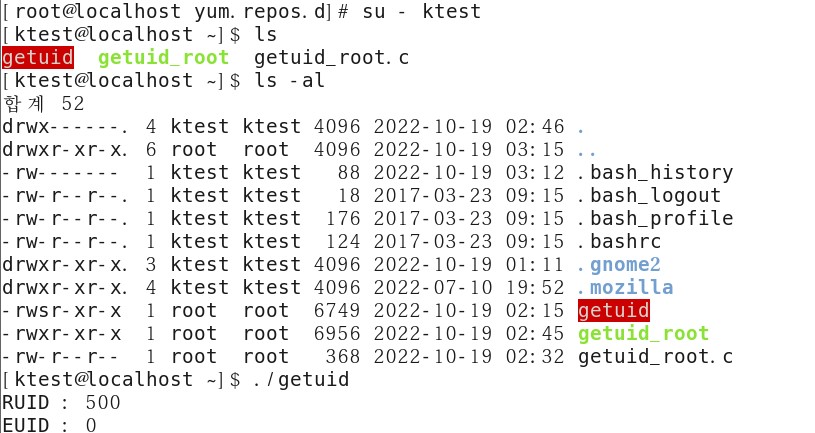 [root@localhost yum.repos.d]# su - ktest
[ktest@localhost ~]$ ls
getuid  getuid_root  getuid_root.c
[ktest@localhost ~]$ ls -al
합계 52
drwx------. 4 ktest ktest 4096 2022-10-19 02:46 .
drwxr-xr-x. 6 root  root  4096 2022-10-19 03:15 ..
-rw-------  1 ktest ktest   88 2022-10-19 03:12 .bash_history
-rw-r--r--. 1 ktest ktest   18 2017-03-23 09:15 .bash_logout
-rw-r--r--. 1 ktest ktest  176 2017-03-23 09:15 .bash_profile
-rw-r--r--. 1 ktest ktest  124 2017-03-23 09:15 .bashrc
drwxr-xr-x. 3 ktest ktest 4096 2022-10-19 01:11 .gnome2
drwxr-xr-x. 4 ktest ktest 4096 2022-07-10 19:52 .mozilla
-rwsr-xr-x  1 root  root  6749 2022-10-19 02:15 getuid
-rwxr-xr-x  1 root  root  6956 2022-10-19 02:45 getuid_root
-rw-r--r--  1 root  root   368 2022-10-19 02:32 getuid_root.c
[ktest@localhost ~]$ ./getuid
RUID : 500
EUID : 0